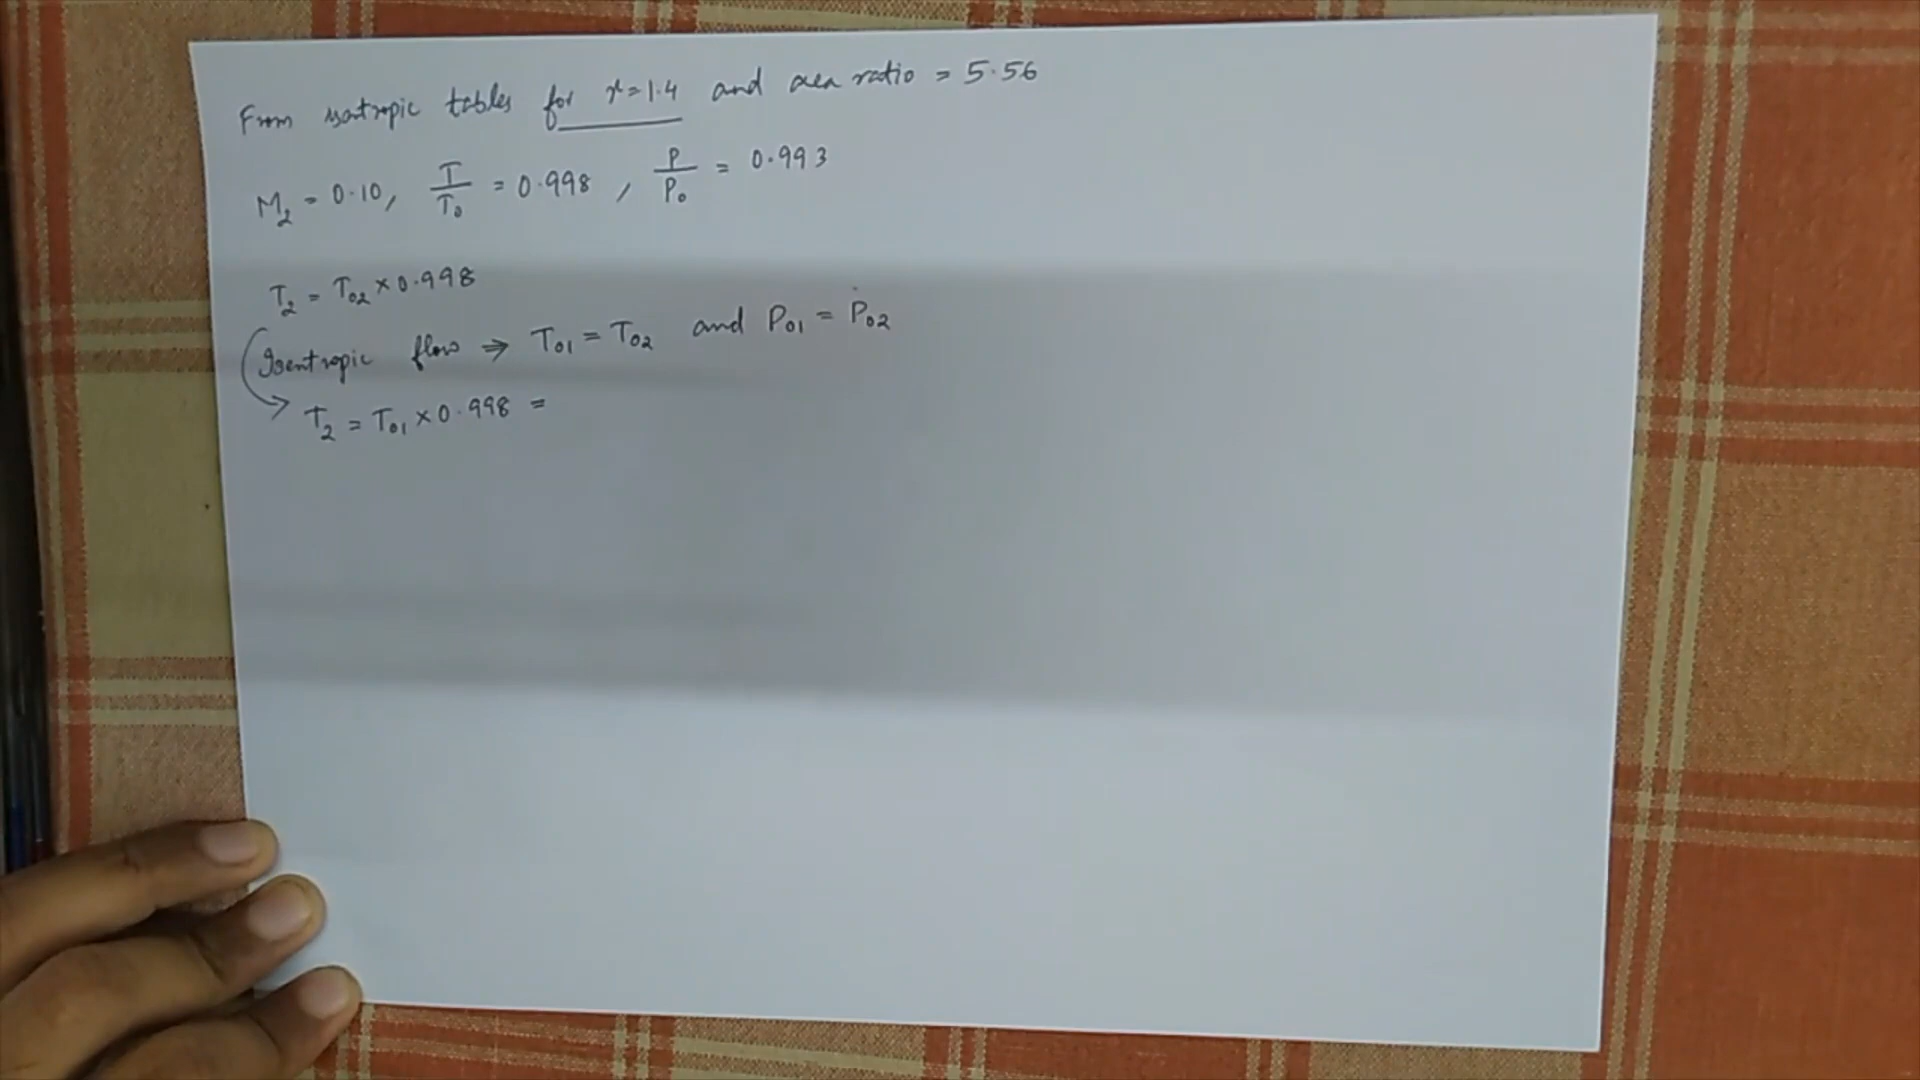 From isentropic tables for γ=1.4 and area ratio = 5.56
M₂ = 0.10, T/T₀ = 0.998, P/P₀ = 0.993
T₂ = T₀₂ × 0.998
Isentropic flow ⇒ T₀₁ = T₀₂ and P₀₁ = P₀₂
→ T₂ = T₀₁ × 0.998 =